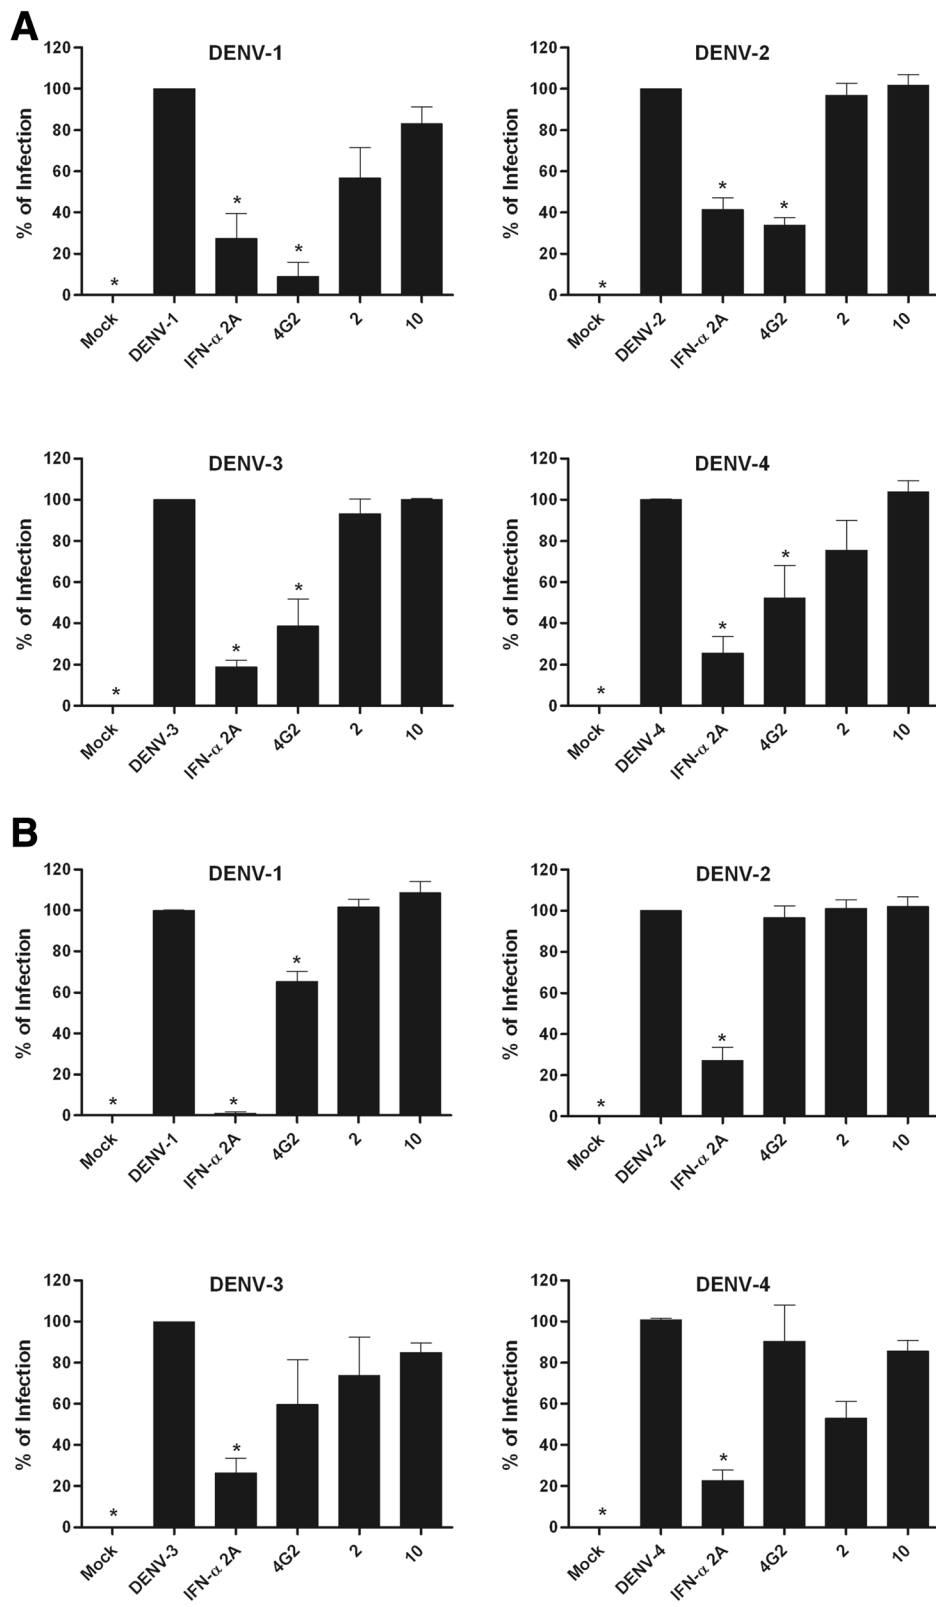 A
DENV-1
% of Infection
120
100
80
60
40
20
0
*
*
*
Mock
DENV-1
IFN-α 2A
4G2
2
10
DENV-2
% of Infection
120
100
80
60
40
20
0
*
*
*
Mock
DENV-2
IFN-α 2A
4G2
2
10
DENV-3
% of Infection
120
100
80
60
40
20
0
*
*
*
Mock
DENV-3
IFN-α 2A
4G2
2
10
DENV-4
% of Infection
120
100
80
60
40
20
0
*
*
*
Mock
DENV-4
IFN-α 2A
4G2
2
10
B
DENV-1
% of Infection
120
100
80
60
40
20
0
*
*
*
Mock
DENV-1
IFN-α 2A
4G2
2
10
DENV-2
% of Infection
120
100
80
60
40
20
0
*
*
Mock
DENV-2
IFN-α 2A
4G2
2
10
DENV-3
% of Infection
120
100
80
60
40
20
0
*
*
Mock
DENV-3
IFN-α 2A
4G2
2
10
DENV-4
% of Infection
120
100
80
60
40
20
0
*
*
Mock
DENV-4
IFN-α 2A
4G2
2
10